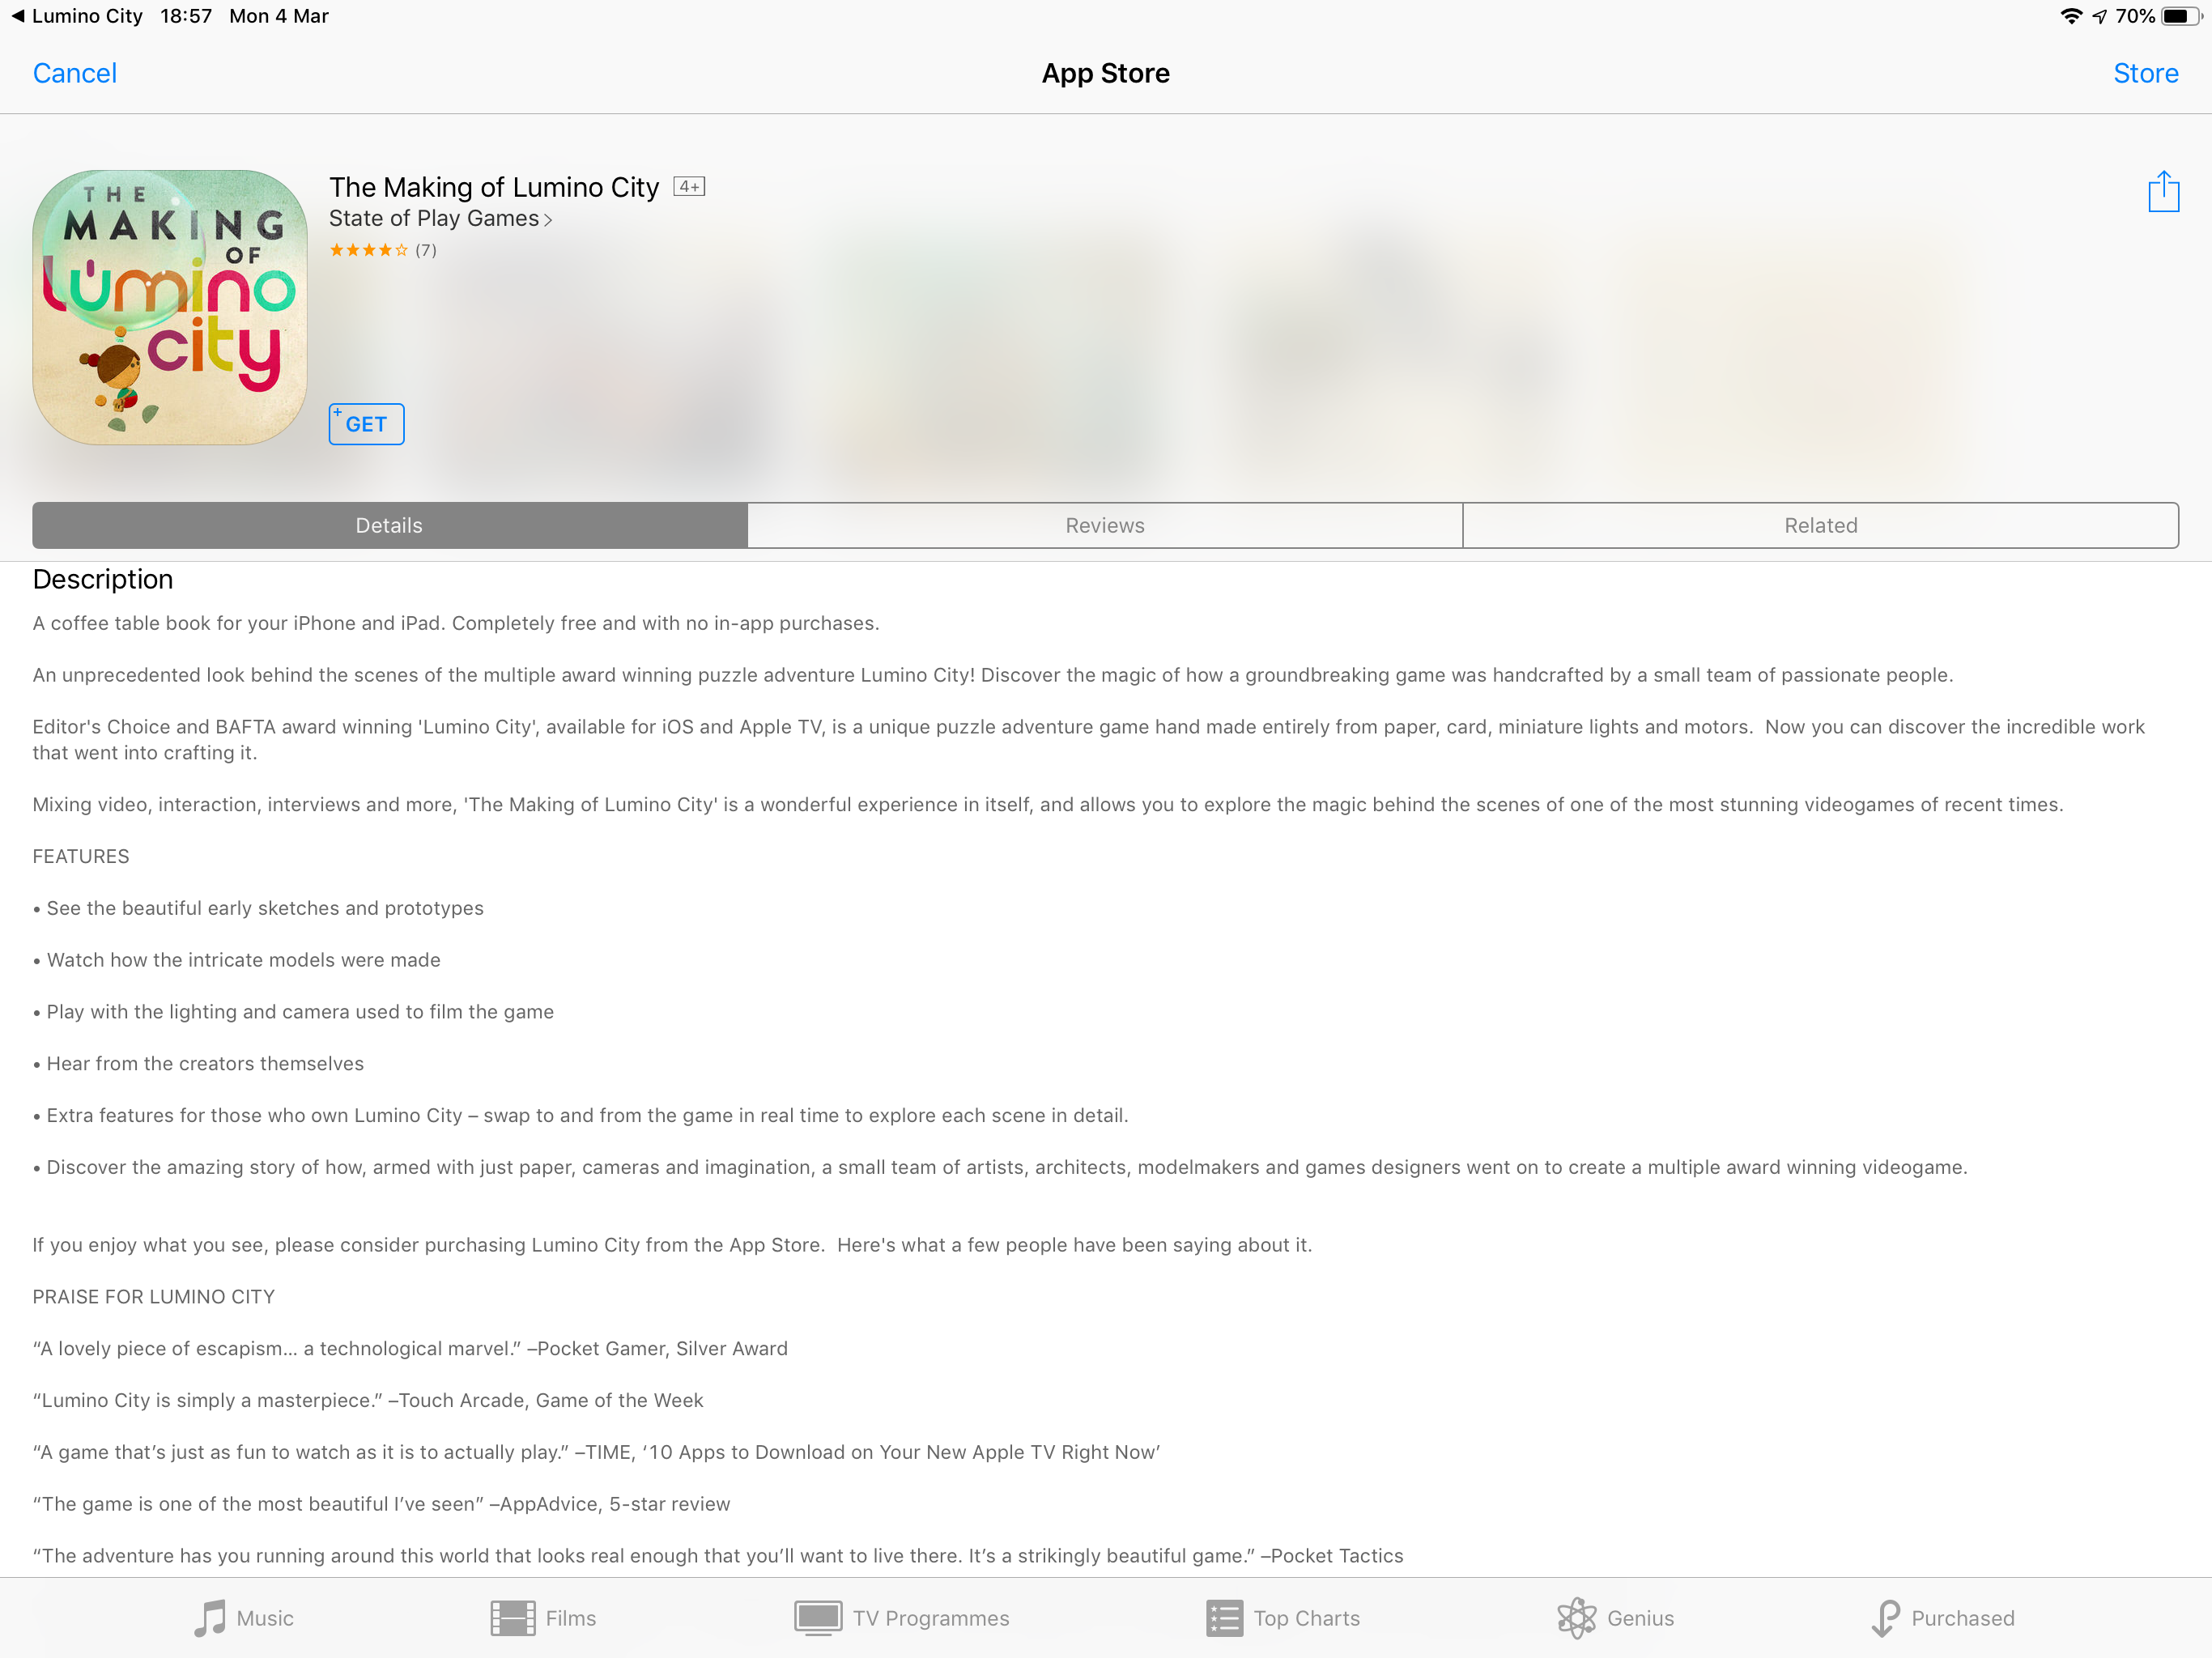 ◀ Lumino City 18:57 Mon 4 Mar 70%
Cancel App Store Store
THE
MAKING
OF
lumino
city
The Making of Lumino City 4+
State of Play Games >
★★★★☆ (7)
+ GET
Details Reviews Related
Description
A coffee table book for your iPhone and iPad. Completely free and with no in-app purchases.
An unprecedented look behind the scenes of the multiple award winning puzzle adventure Lumino City! Discover the magic of how a groundbreaking game was handcrafted by a small team of passionate people.
Editor's Choice and BAFTA award winning 'Lumino City', available for iOS and Apple TV, is a unique puzzle adventure game hand made entirely from paper, card, miniature lights and motors.  Now you can discover the incredible work
that went into crafting it.
Mixing video, interaction, interviews and more, 'The Making of Lumino City' is a wonderful experience in itself, and allows you to explore the magic behind the scenes of one of the most stunning videogames of recent times.
FEATURES
• See the beautiful early sketches and prototypes
• Watch how the intricate models were made
• Play with the lighting and camera used to film the game
• Hear from the creators themselves
• Extra features for those who own Lumino City – swap to and from the game in real time to explore each scene in detail.
• Discover the amazing story of how, armed with just paper, cameras and imagination, a small team of artists, architects, modelmakers and games designers went on to create a multiple award winning videogame.
If you enjoy what you see, please consider purchasing Lumino City from the App Store.  Here's what a few people have been saying about it.
PRAISE FOR LUMINO CITY
“A lovely piece of escapism... a technological marvel.” –Pocket Gamer, Silver Award
“Lumino City is simply a masterpiece.” –Touch Arcade, Game of the Week
“A game that’s just as fun to watch as it is to actually play.” –TIME, ‘10 Apps to Download on Your New Apple TV Right Now’
“The game is one of the most beautiful I’ve seen” –AppAdvice, 5-star review
“The adventure has you running around this world that looks real enough that you’ll want to live there. It’s a strikingly beautiful game.” –Pocket Tactics
Music Films TV Programmes Top Charts Genius Purchased